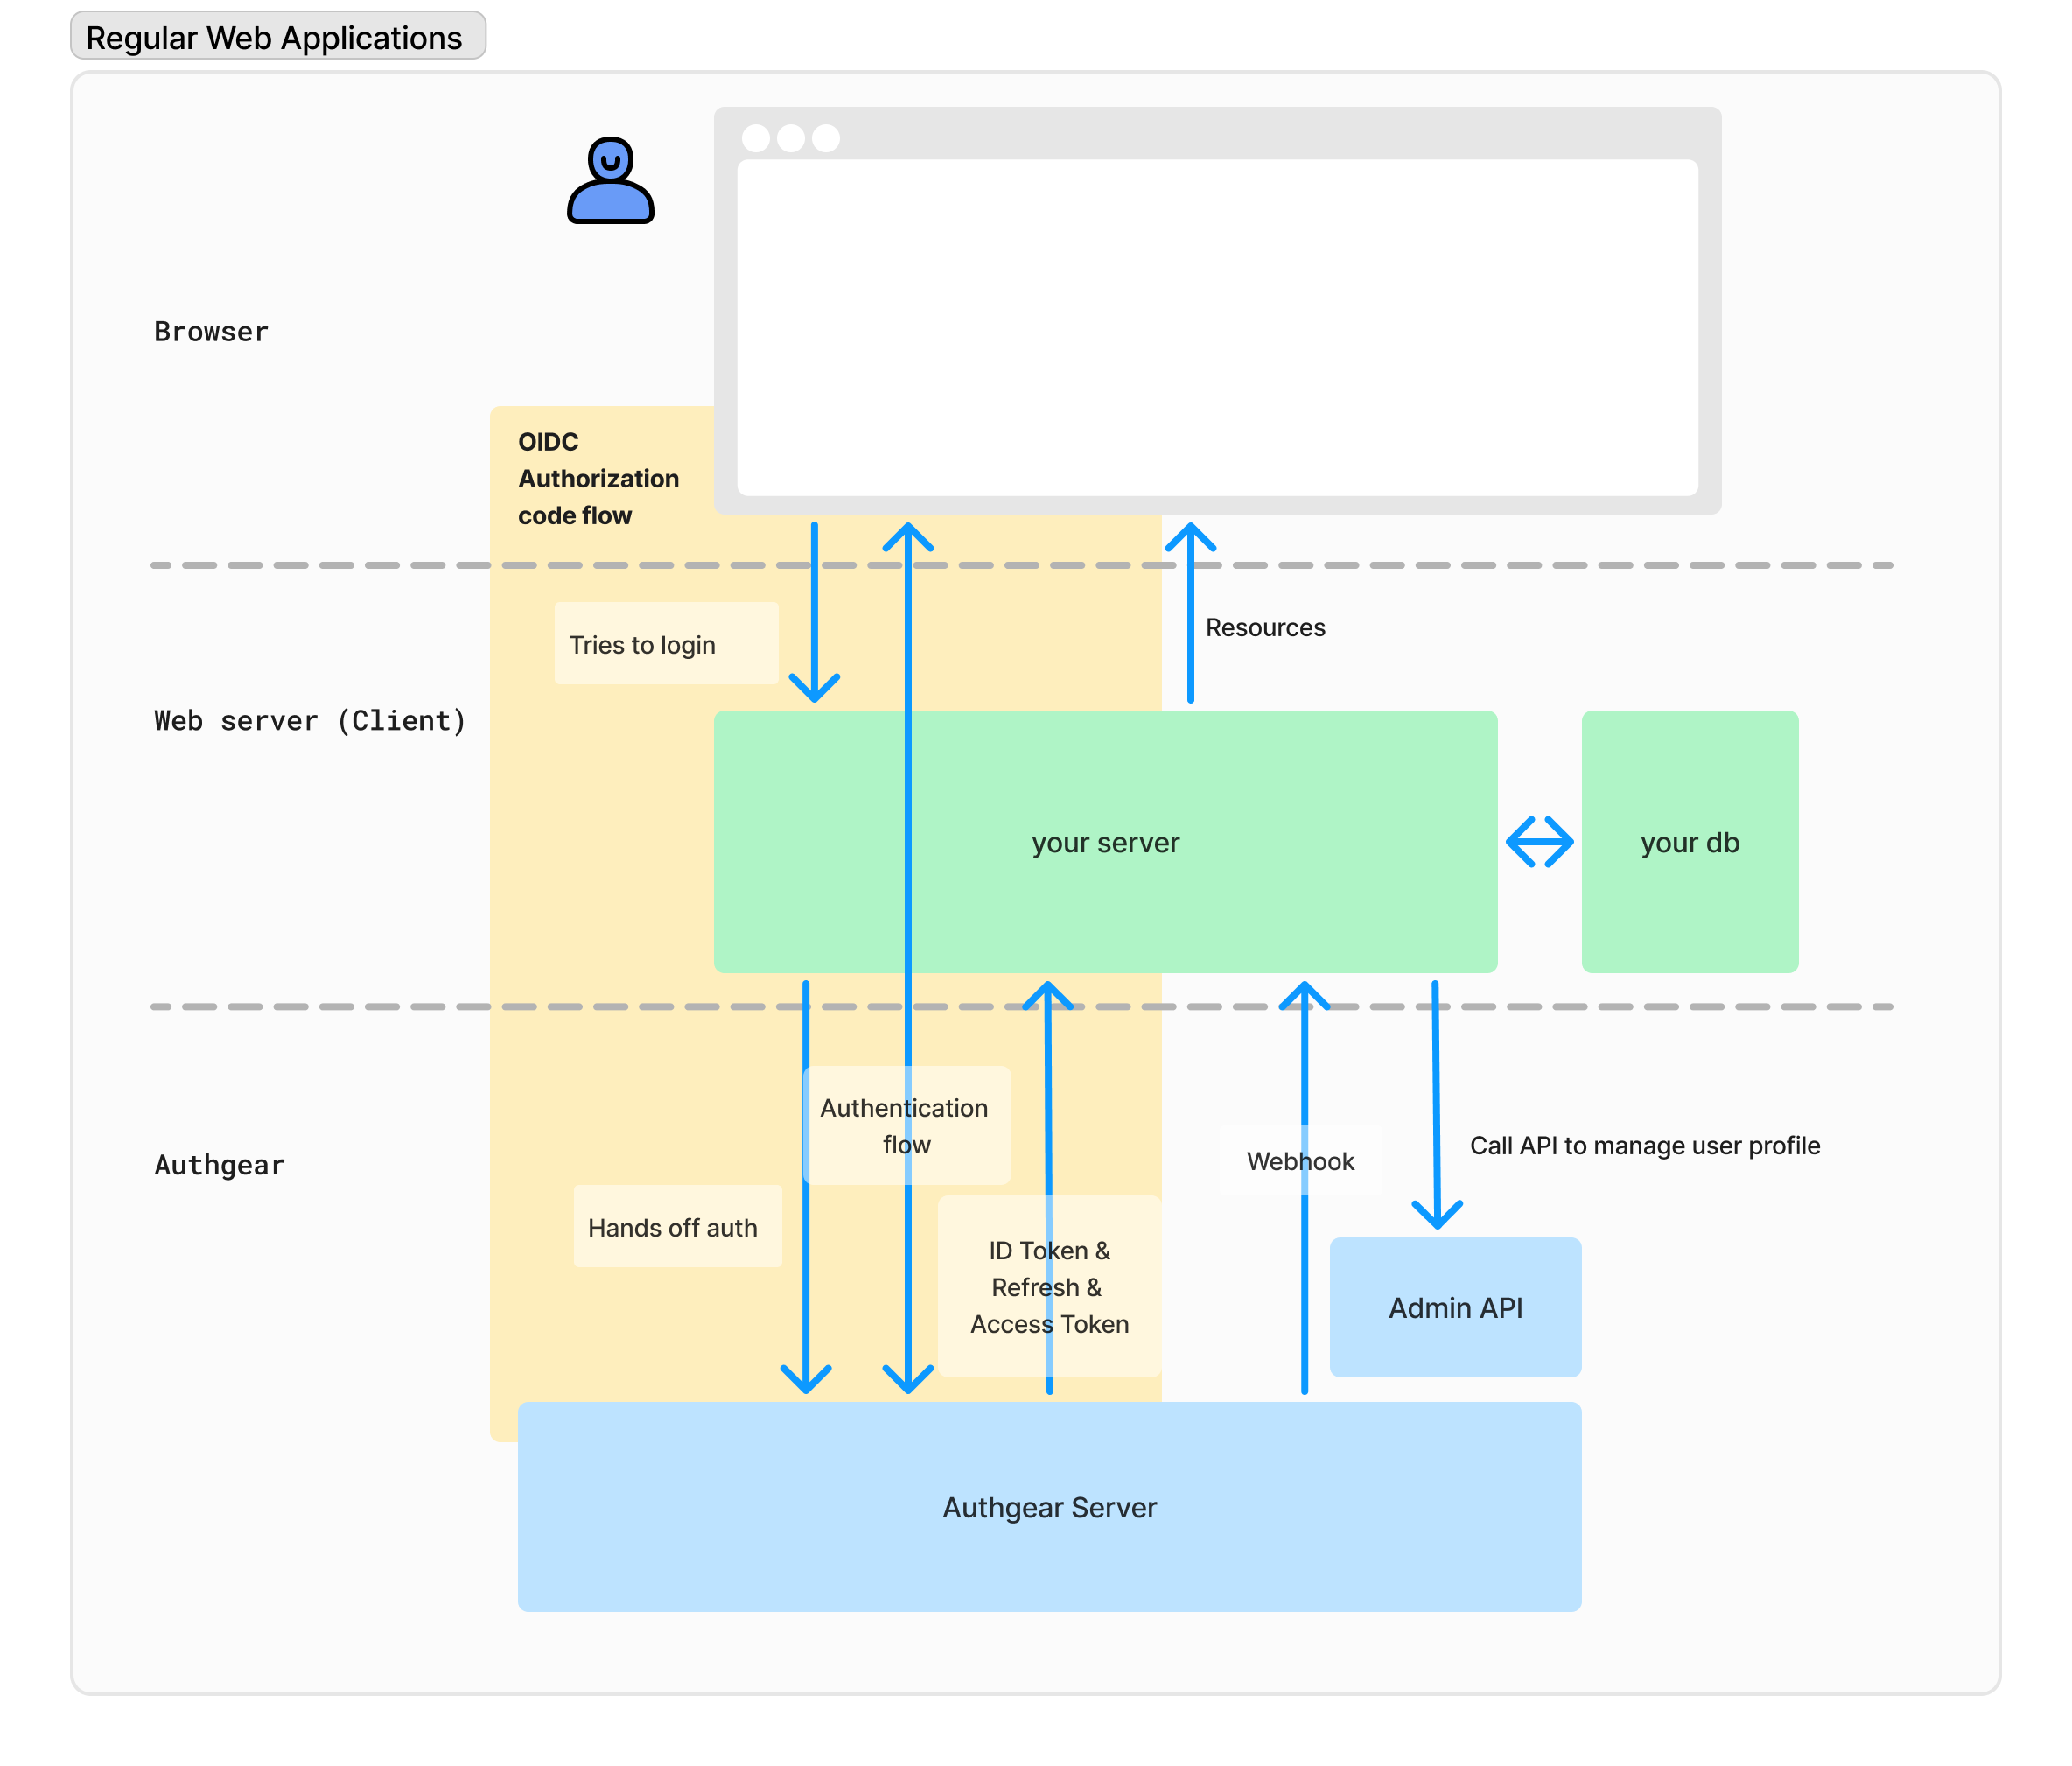 Regular Web Applications
Browser
OIDC
Authorization
code flow
Tries to login
Resources
Web server (Client)
your server
your db
Authentication
flow
Authgear
Hands off auth
Webhook
Call API to manage user profile
ID Token &
Refresh &
Access Token
Admin API
Authgear Server